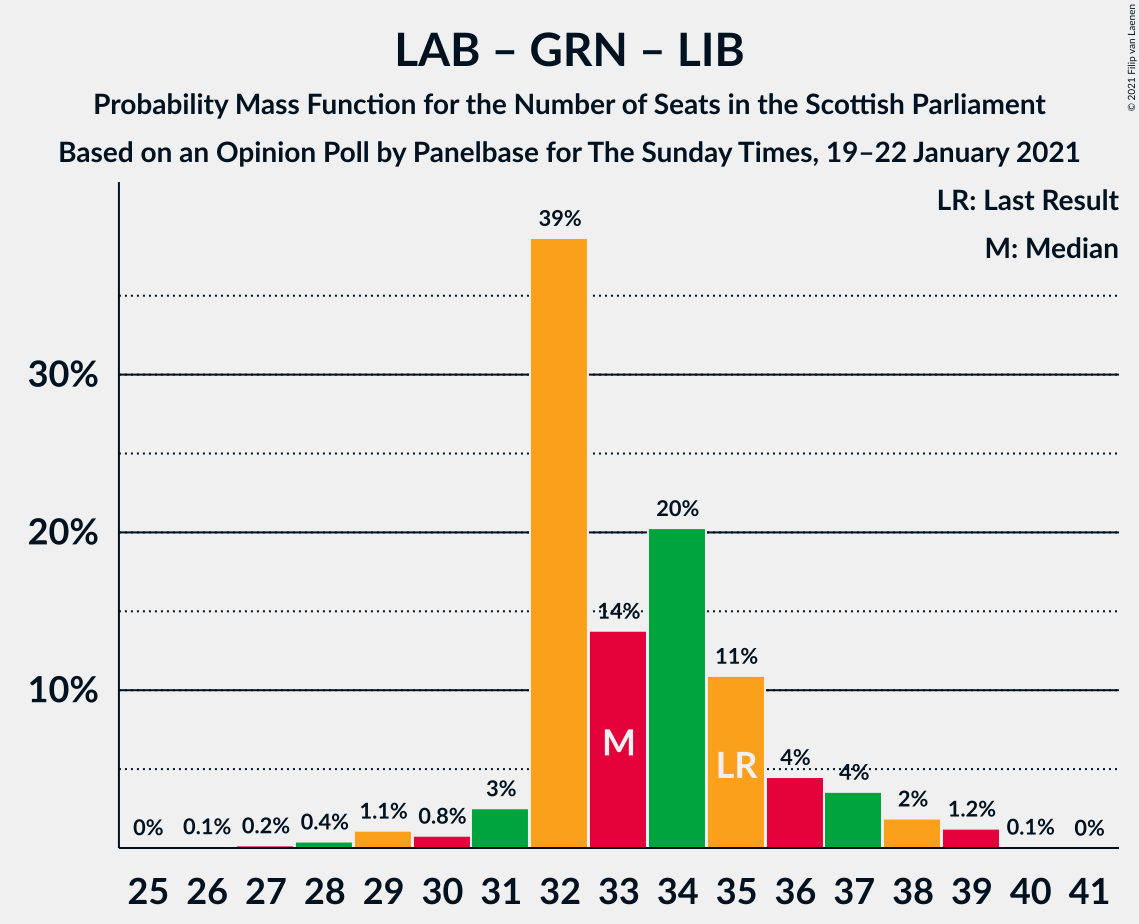 LAB – GRN – LIB
Probability Mass Function for the Number of Seats in the Scottish Parliament
Based on an Opinion Poll by Panelbase for The Sunday Times, 19–22 January 2021
© 2021 Filip van Laenen
LR: Last Result
M: Median
39%
30%
20%
20%
14%
11%
10%
M
LR
0%
0.1%
0.2%
0.4%
1.1%
0.8%
3%
4%
4%
2%
1.2%
0.1%
0%
25 26 27 28 29 30 31 32 33 34 35 36 37 38 39 40 41